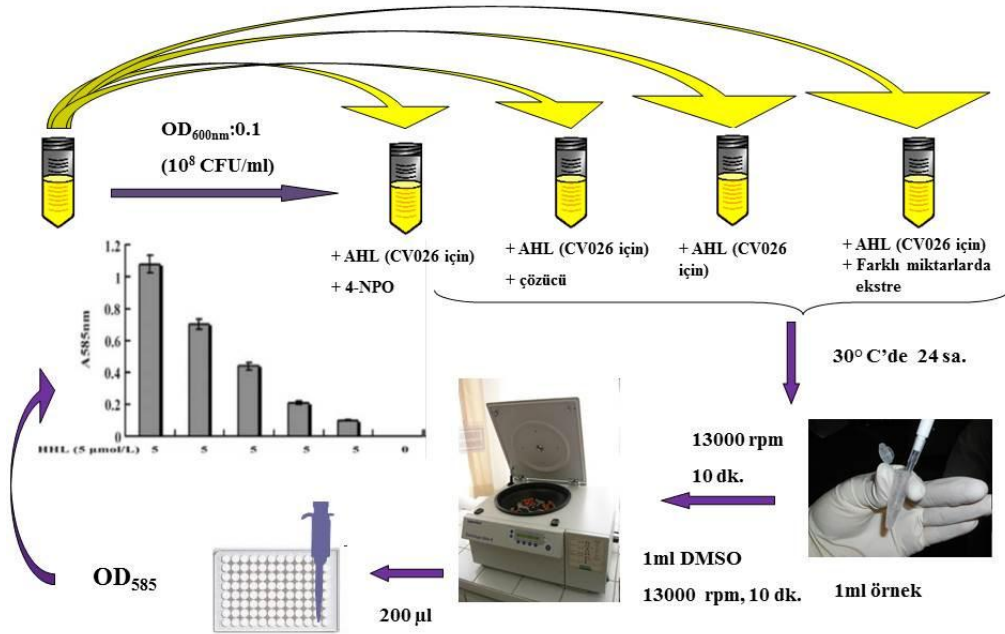 OD600nm:0.1
(10⁸ CFU/ml)
+ AHL (CV026 için)
+ 4-NPO
+ AHL (CV026 için)
+ çözücü
+ AHL (CV026
için)
+ AHL (CV026 için)
+ Farklı miktarlarda
ekstre
1.2
1
0.8
0.6
0.4
0.2
0
A585nm
HHL (5 µmol/L) 5 5 5 5 5 0
30° C’de 24 sa.
13000 rpm
10 dk.
1ml örnek
1ml DMSO
13000 rpm, 10 dk.
200 µl
OD585